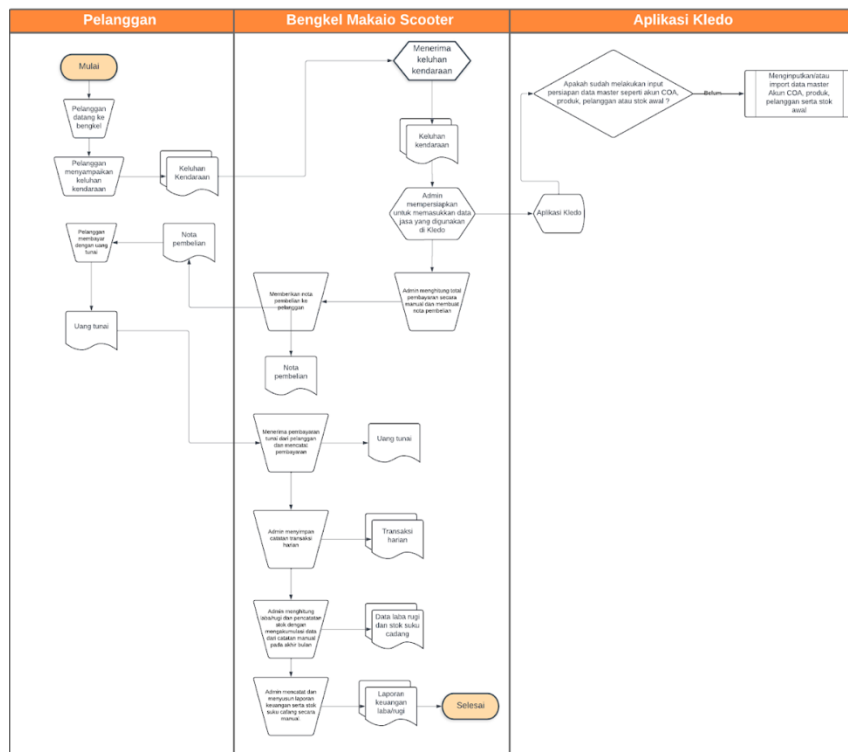 Pelanggan
Bengkel Makaio Scooter
Aplikasi Kledo
Mulai
Pelanggan
datang ke
bengkel
Pelanggan
menyampaikan
keluhan
kendaraan
Keluhan
Kendaraan
Menerima
keluhan
kendaraan
Keluhan
kendaraan
Admin
mempersiapkan
untuk memasukkan data
jasa yang digunakan
di Kledo
Aplikasi Kledo
Apakah sudah melakukan input
persiapan data master seperti akun COA,
produk, pelanggan atau stok awal ?
Belum
Menginputkan/atau
import data master
Akun COA, produk,
pelanggan serta stok
awal
Admin menghitung total
pembayaran secara
manual dan membuat
nota pembelian
Memberikan nota
pembelian ke
pelanggan
Nota
pembelian
Nota
pembelian
Pelanggan
membayar
dengan uang
tunai
Uang tunai
Menerima pembayaran
tunai dari pelanggan
dan mencatat
pembayaran
Uang tunai
Admin menyimpan
catatan transaksi
harian
Transaksi
harian
Admin menghitung
laba/rugi dan pencatatan
stok dengan
mengakumulasi data
dari catatan manual
pada akhir bulan
Data laba rugi
dan stok suku
cadang
Admin mencatat dan
menyusun laporan
keuangan serta stok
suku cadang secara
manual
Laporan
keuangan
laba/rugi
Selesai